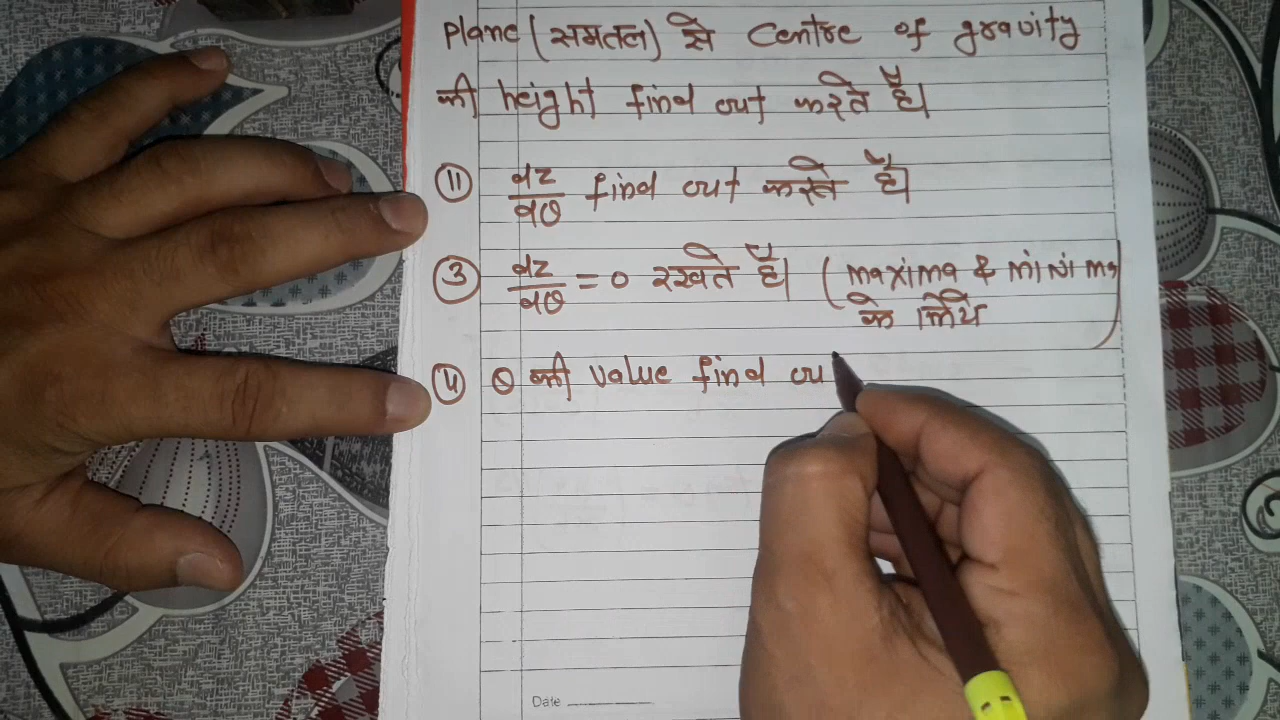 Plane (समतल) से Centre of gravity
की height find out करते है।
(11) dz/dθ find out करते है।
(3) dz/dθ = 0 रखते है। (maxima & minima
के लिये)
(4) θ की value find ou
Date